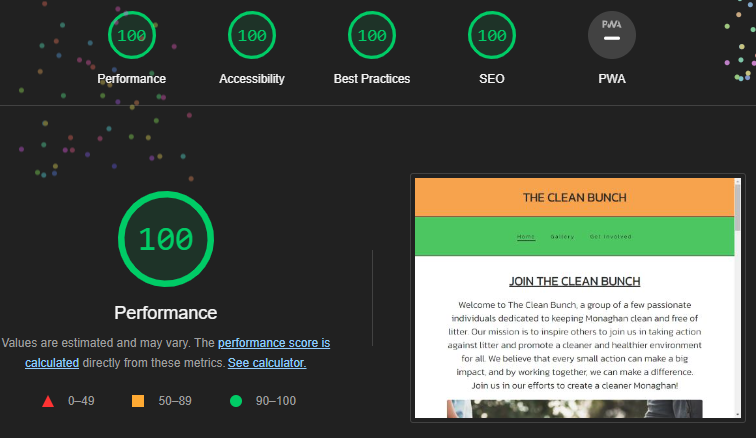 100 100 100 100 PWA
Performance Accessibility Best Practices SEO PWA
100
Performance
Values are estimated and may vary. The performance score is
calculated directly from these metrics. See calculator.
0–49 50–89 90–100
THE CLEAN BUNCH
Home Gallery Get Involved
JOIN THE CLEAN BUNCH
Welcome to The Clean Bunch, a group of a few passionate
individuals dedicated to keeping Monaghan clean and free of
litter. Our mission is to inspire others to join us in taking action
against litter and promote a cleaner and healthier environment
for all. We believe that every small action can make a big
impact, and by working together, we can make a difference.
Join us in our efforts to create a cleaner Monaghan!